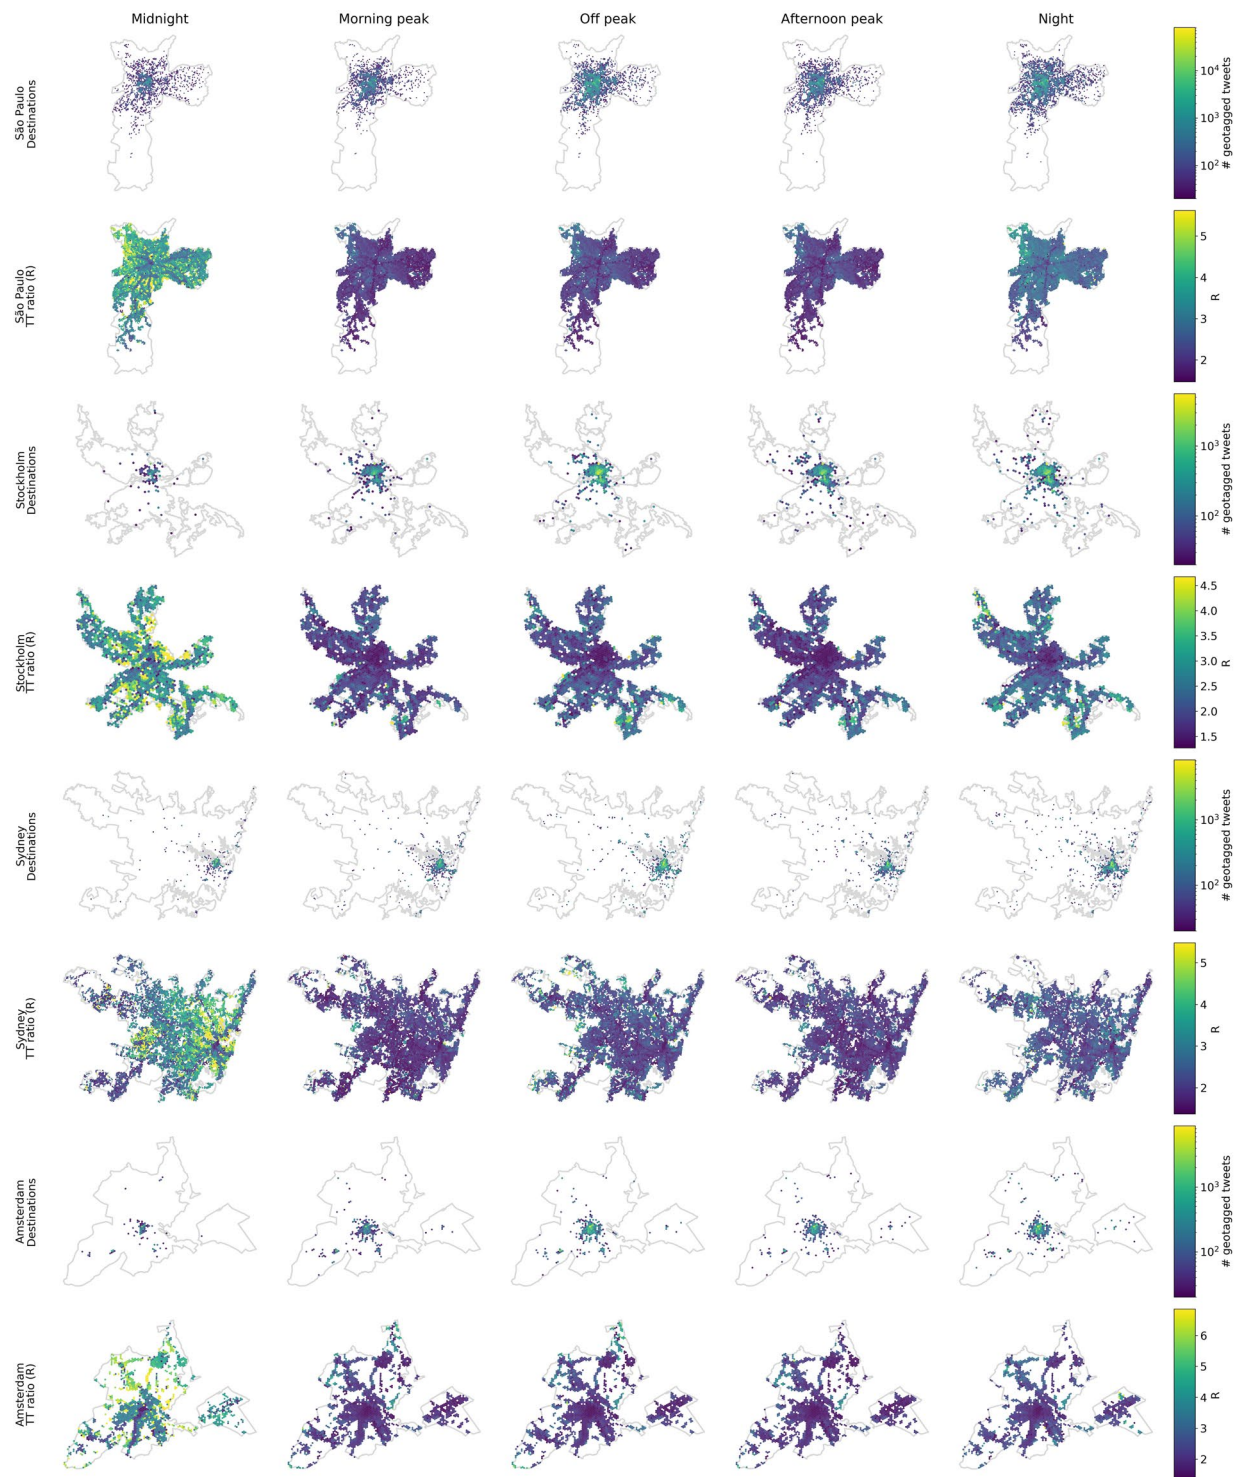 Midnight
Morning peak
Off peak
Afternoon peak
Night
São Paulo
Destinations
10⁴
10³
10²
# geotagged tweets
São Paulo
TT ratio (R)
5
4
3
2
R
Stockholm
Destinations
10³
10²
# geotagged tweets
Stockholm
TT ratio (R)
4.5
4.0
3.5
3.0
2.5
2.0
1.5
R
Sydney
Destinations
10³
10²
# geotagged tweets
Sydney
TT ratio (R)
5
4
3
2
R
Amsterdam
Destinations
10³
10²
# geotagged tweets
Amsterdam
TT ratio (R)
6
5
4
3
2
R